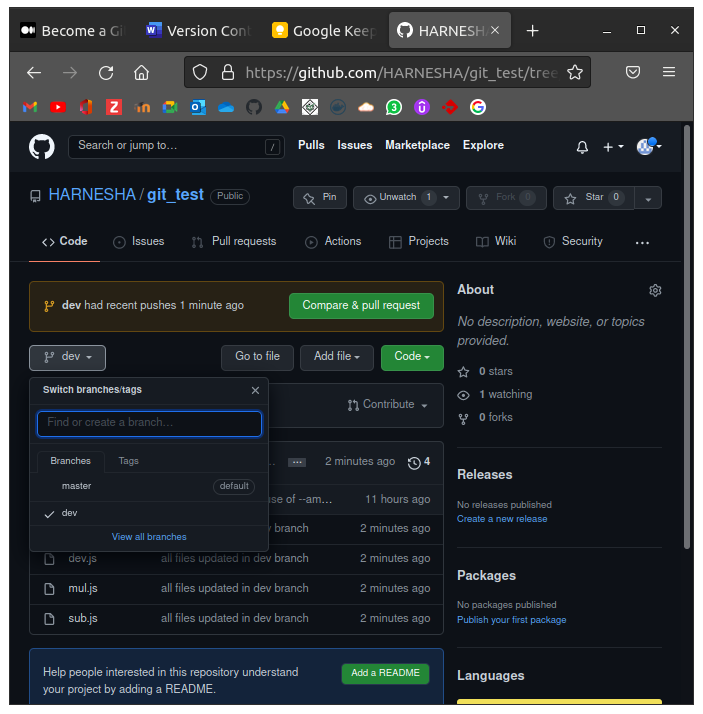 Become a Gi
Version Cont
Google Keep
HARNESHA
https://github.com/HARNESHA/git_test/tree
3
Search or jump to…
/
Pulls Issues Marketplace Explore
HARNESHA / git_test Public
Pin Unwatch 1 Fork 0 Star 0
Code Issues Pull requests Actions Projects Wiki Security
dev had recent pushes 1 minute ago
Compare & pull request
dev
Go to file Add file Code
Switch branches/tags
Find or create a branch…
Branches Tags
master default
dev
View all branches
Contribute
2 minutes ago 4
se of --am… 11 hours ago
branch 2 minutes ago
dev.js all files updated in dev branch 2 minutes ago
mul.js all files updated in dev branch 2 minutes ago
sub.js all files updated in dev branch 2 minutes ago
Help people interested in this repository understand
your project by adding a README.
Add a README
About
No description, website, or topics
provided.
0 stars
1 watching
0 forks
Releases
No releases published
Create a new release
Packages
No packages published
Publish your first package
Languages